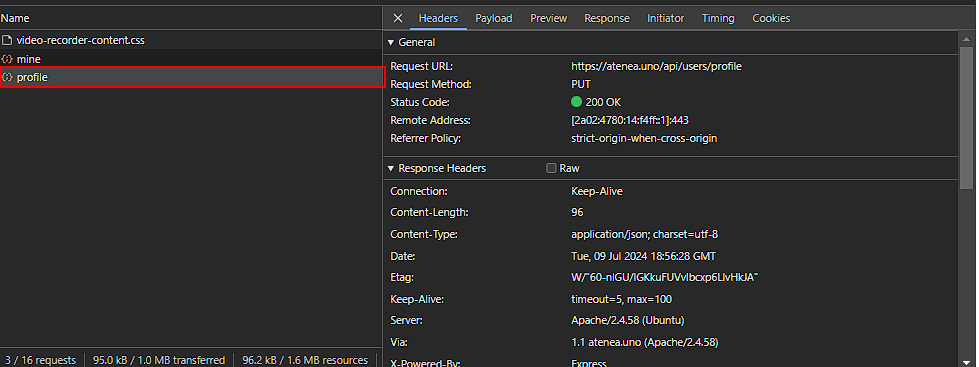 Name
video-recorder-content.css
mine
profile
3 / 16 requests 95.0 kB / 1.0 MB transferred 96.2 kB / 1.6 MB resources
Headers Payload Preview Response Initiator Timing Cookies
General
Request URL: https://atenea.uno/api/users/profile
Request Method: PUT
Status Code: 200 OK
Remote Address: [2a02:4780:14:f4ff::1]:443
Referrer Policy: strict-origin-when-cross-origin
Response Headers Raw
Connection: Keep-Alive
Content-Length: 96
Content-Type: application/json; charset=utf-8
Date: Tue, 09 Jul 2024 18:56:28 GMT
Etag:
Keep-Alive: timeout=5, max=100
Server: Apache/2.4.58 (Ubuntu)
Via: 1.1 atenea.uno (Apache/2.4.58)
X-Powered-By: Express